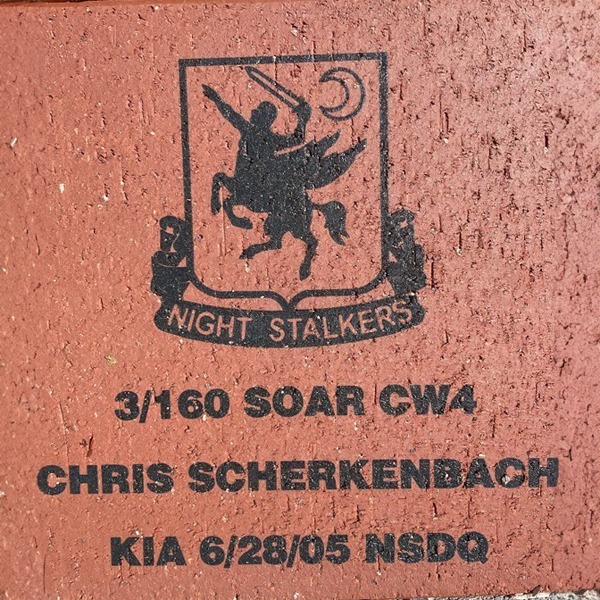 NIGHT STALKERS
3/160 SOAR CW4
CHRIS SCHERKENBACH
KIA 6/28/05 NSDQ